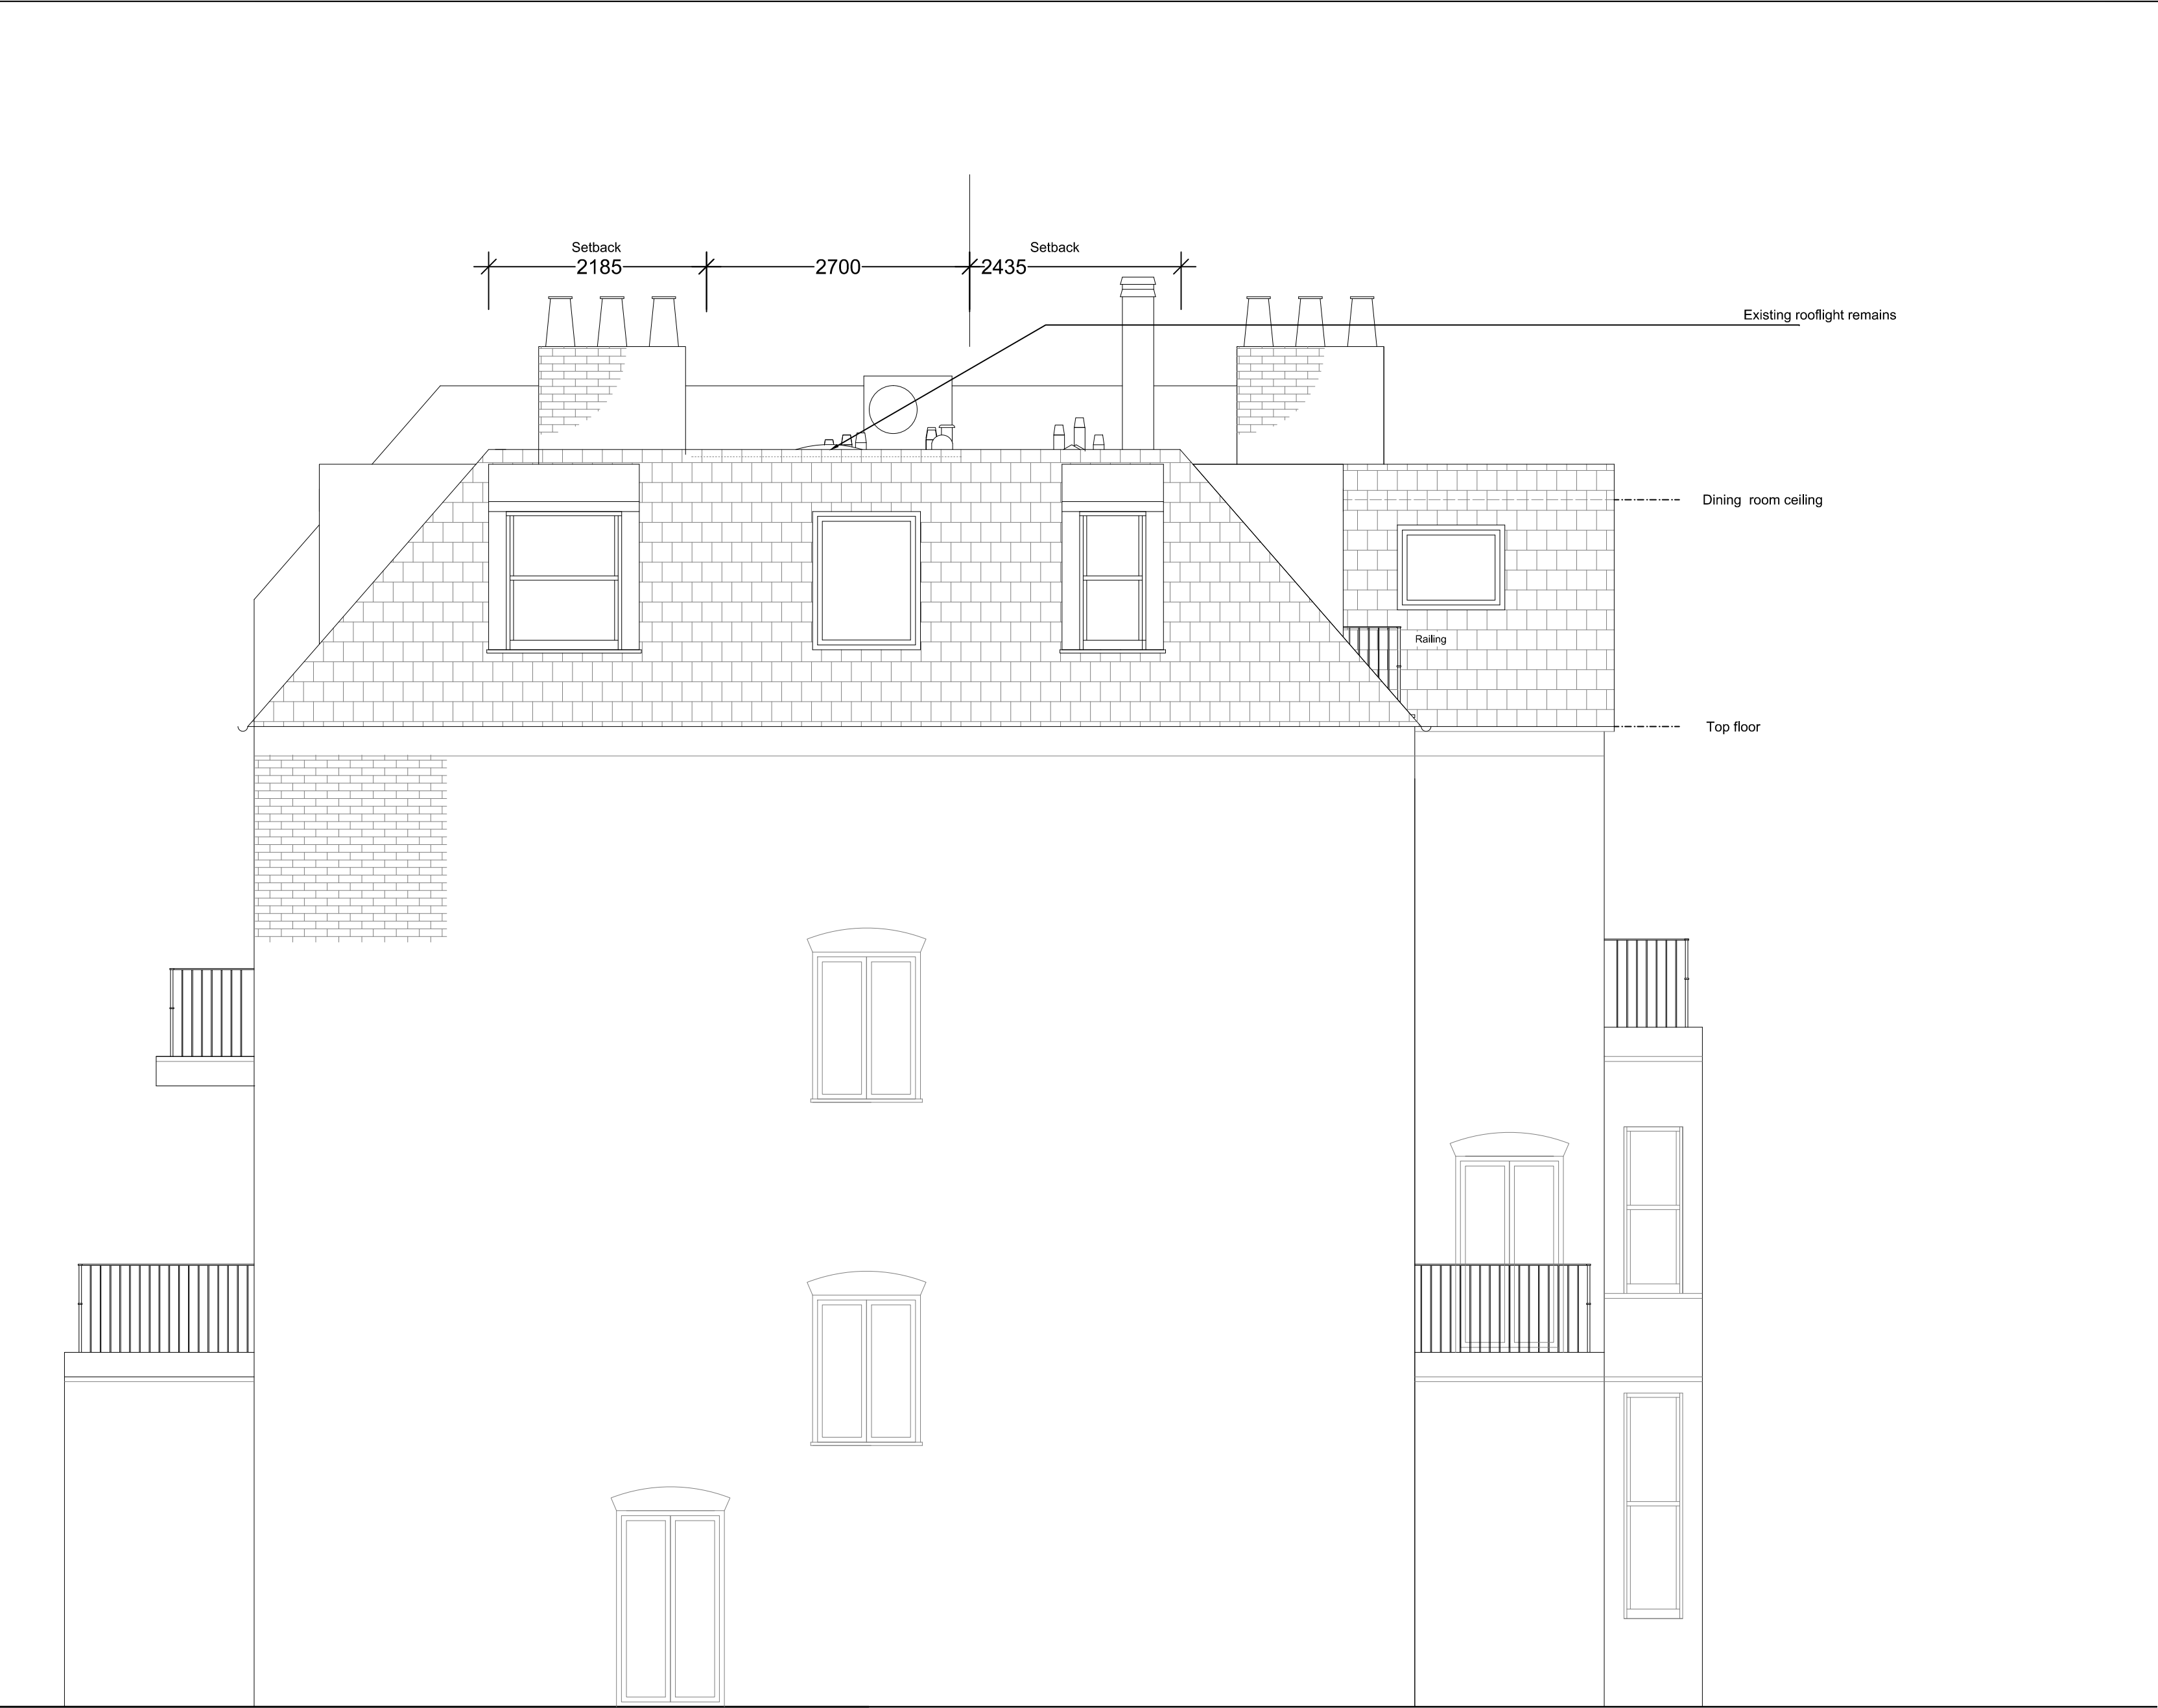 Setback
Setback
2185
2700
2435
Existing rooflight remains
Dining room ceiling
Railing
Top floor